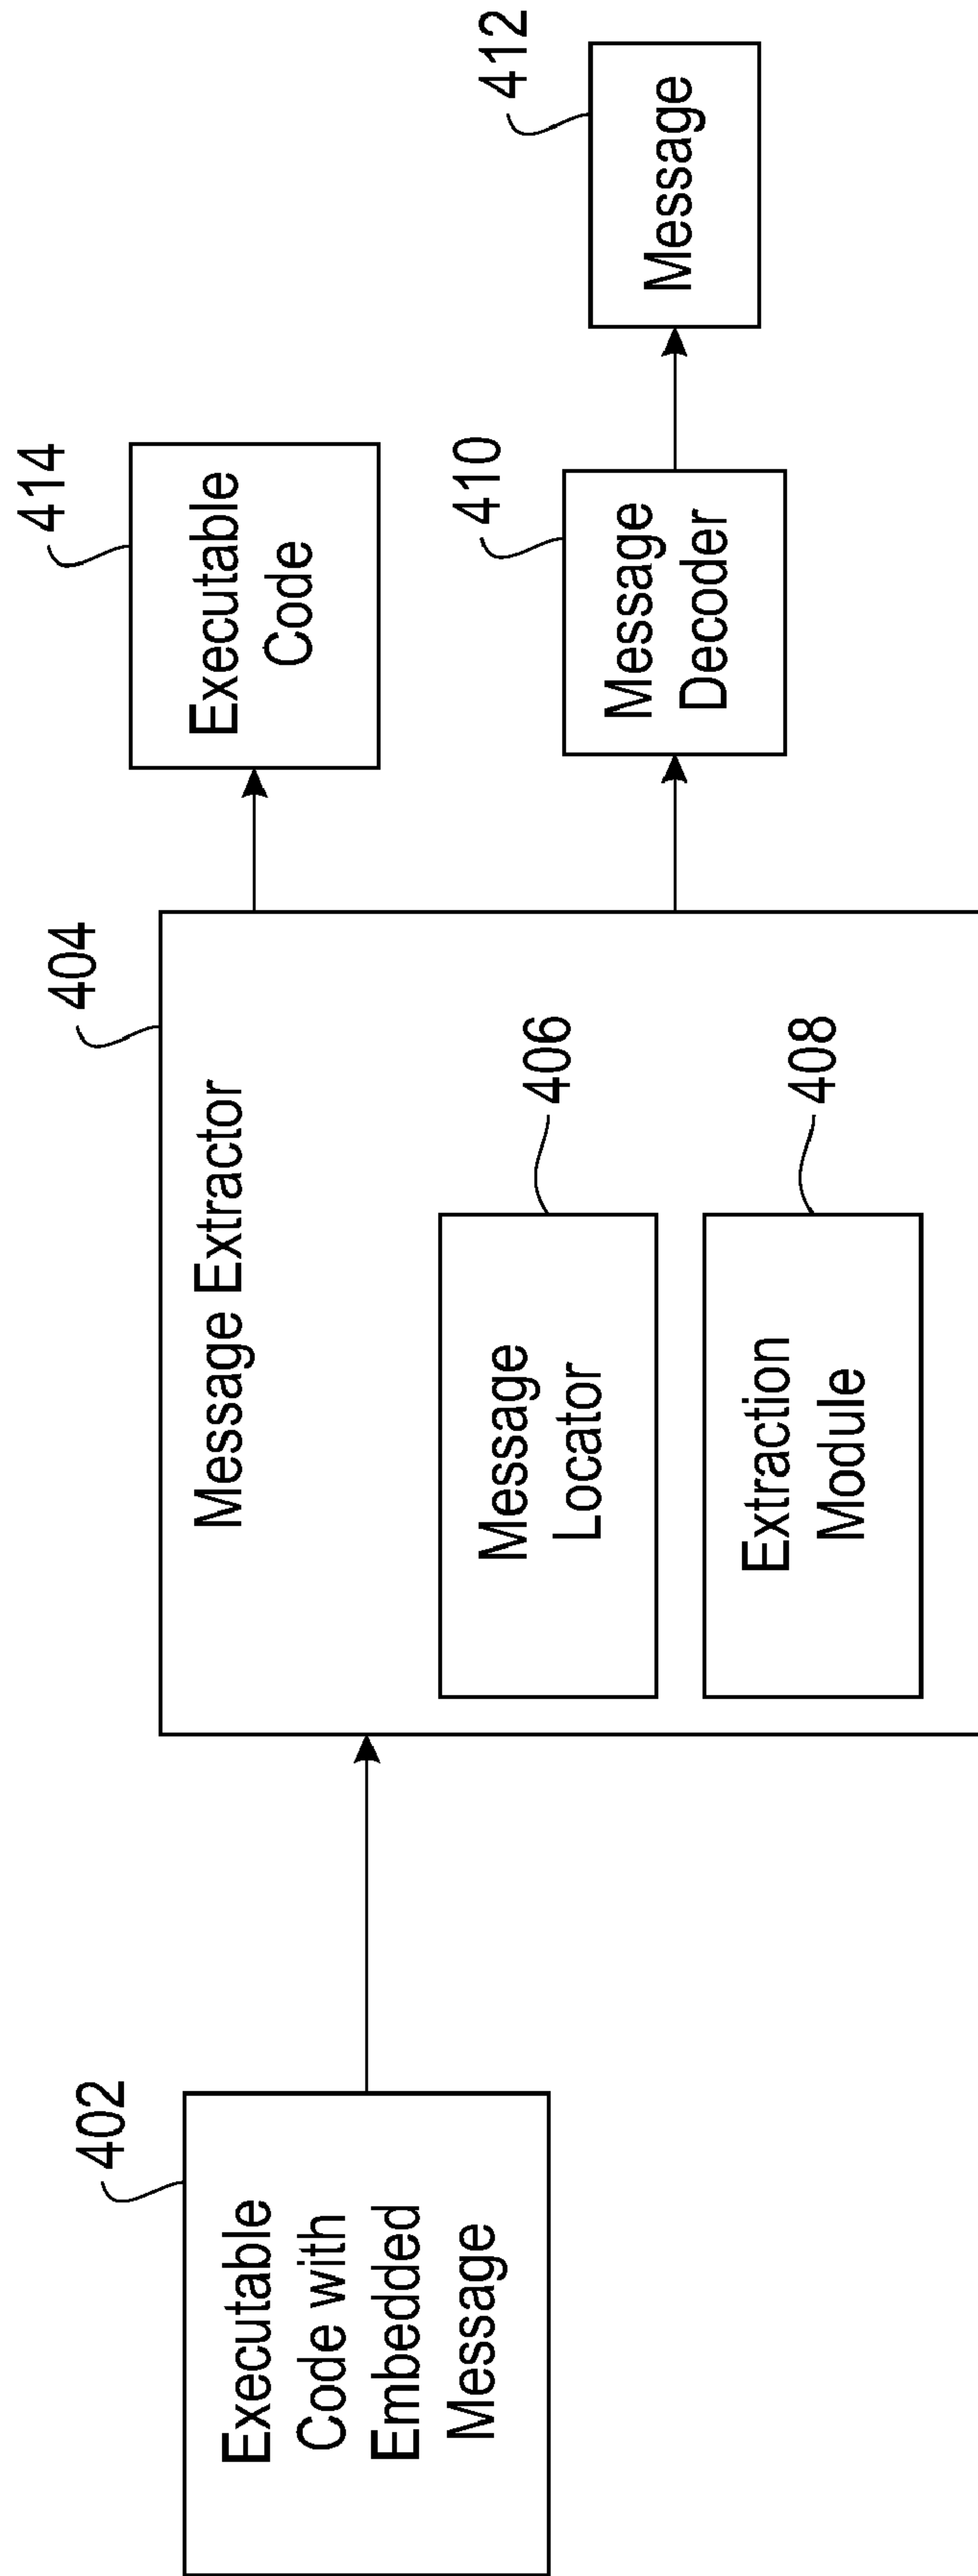 402
Executable
Code with
Embedded
Message
404
Message Extractor
406
Message
Locator
408
Extraction
Module
414
Executable
Code
410
Message
Decoder
412
Message